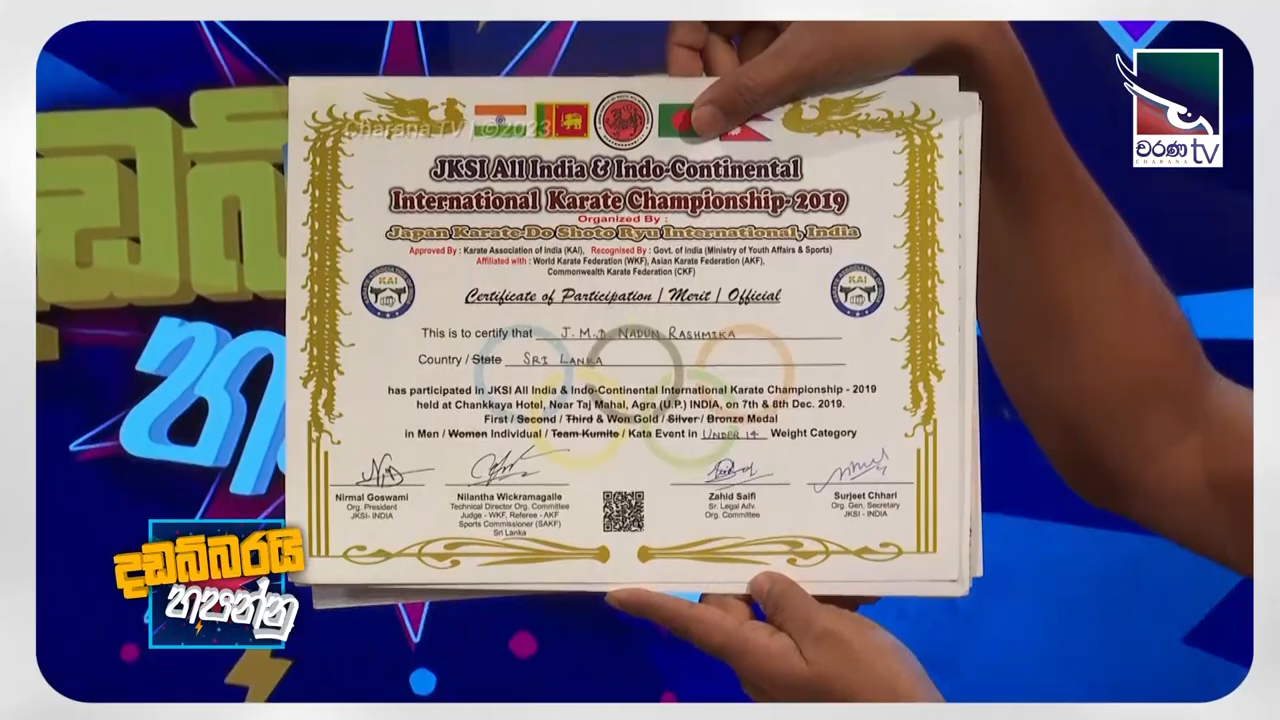 Charana TV | ©2023
JKSI All India & Indo-Continental
International Karate Championship- 2019
Organized By :
Japan Karate-Do Shoto Ryu International, India
Approved By : Karate Association of India (KAI), Recognised By : Govt. of India (Ministry of Youth Affairs & Sports)
Affiliated with : World Karate Federation (WKF), Asian Karate Federation (AKF),
Commonwealth Karate Federation (CKF)
KAI
KAI
Certificate of Participation / Merit / Official
This is to certify that J.M.D NADUN RASHMIKA
Country / State SRI LANKA
has participated in JKSI All India & Indo-Continental International Karate Championship - 2019
held at Chankkaya Hotel, Near Taj Mahal, Agra (U.P.) INDIA, on 7th & 8th Dec. 2019.
First / Second / Third & Won Gold / Silver / Bronze Medal
in Men / Women Individual / Team Kumite / Kata Event in UNDER 14 Weight Category
Nirmal Goswami
Org. President
JKSI- INDIA
Nilantha Wickramagalle
Technical Director Org. Committee
Judge - WKF, Referee - AKF
Sports Commissioner (SAKF)
Sri Lanka
Zahid Saifi
Sr. Legal Adv.
Org. Committee
Surjeet Chhari
Org. Gen. Secretary
JKSI - INDIA
චරණ tv
CHARANA
දඩබ්බරයි
හපන්නු